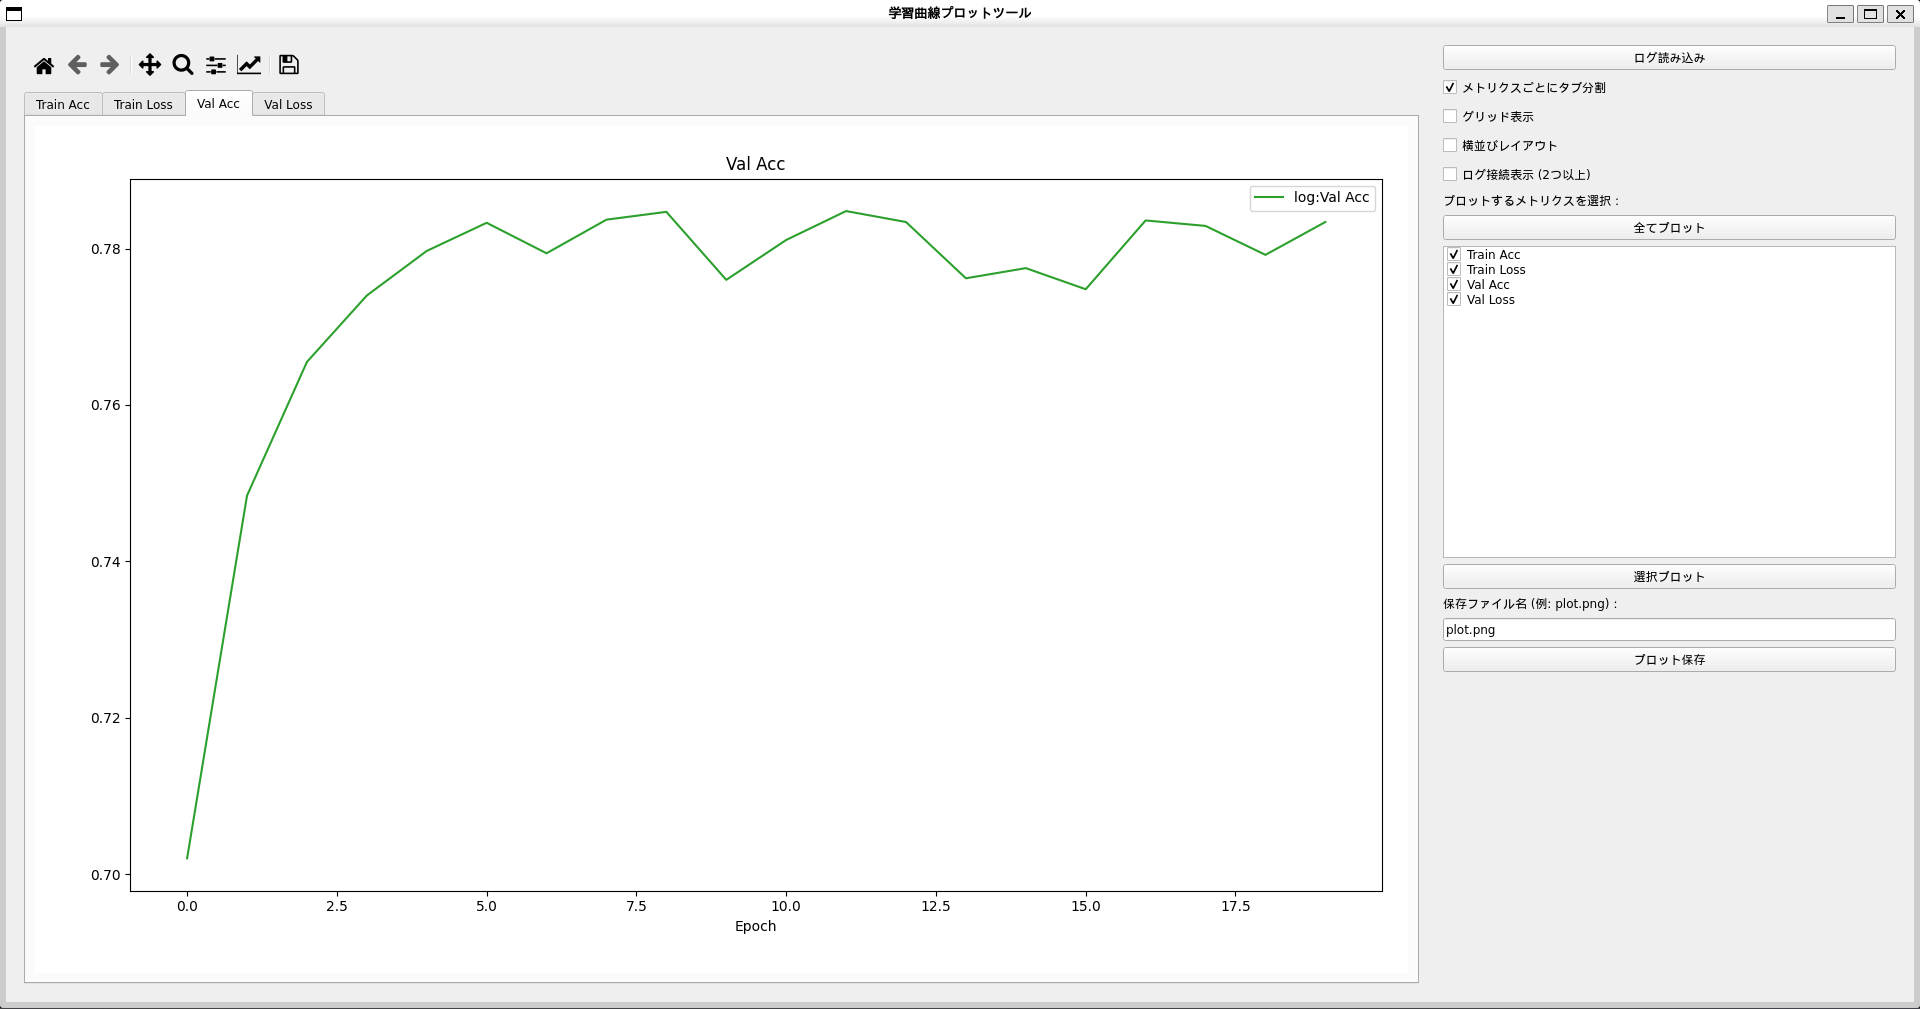 学習曲線プロットツール
Train Acc
Train Loss
Val Acc
Val Loss
Val Acc
log:Val Acc
0.78
0.76
0.74
0.72
0.70
0.0
2.5
5.0
7.5
10.0
12.5
15.0
17.5
Epoch
ログ読み込み
メトリクスごとにタブ分割
グリッド表示
横並びレイアウト
ログ接続表示 (2つ以上)
プロットするメトリクスを選択：
全てプロット
Train Acc
Train Loss
Val Acc
Val Loss
選択プロット
保存ファイル名 (例: plot.png)：
plot.png
プロット保存